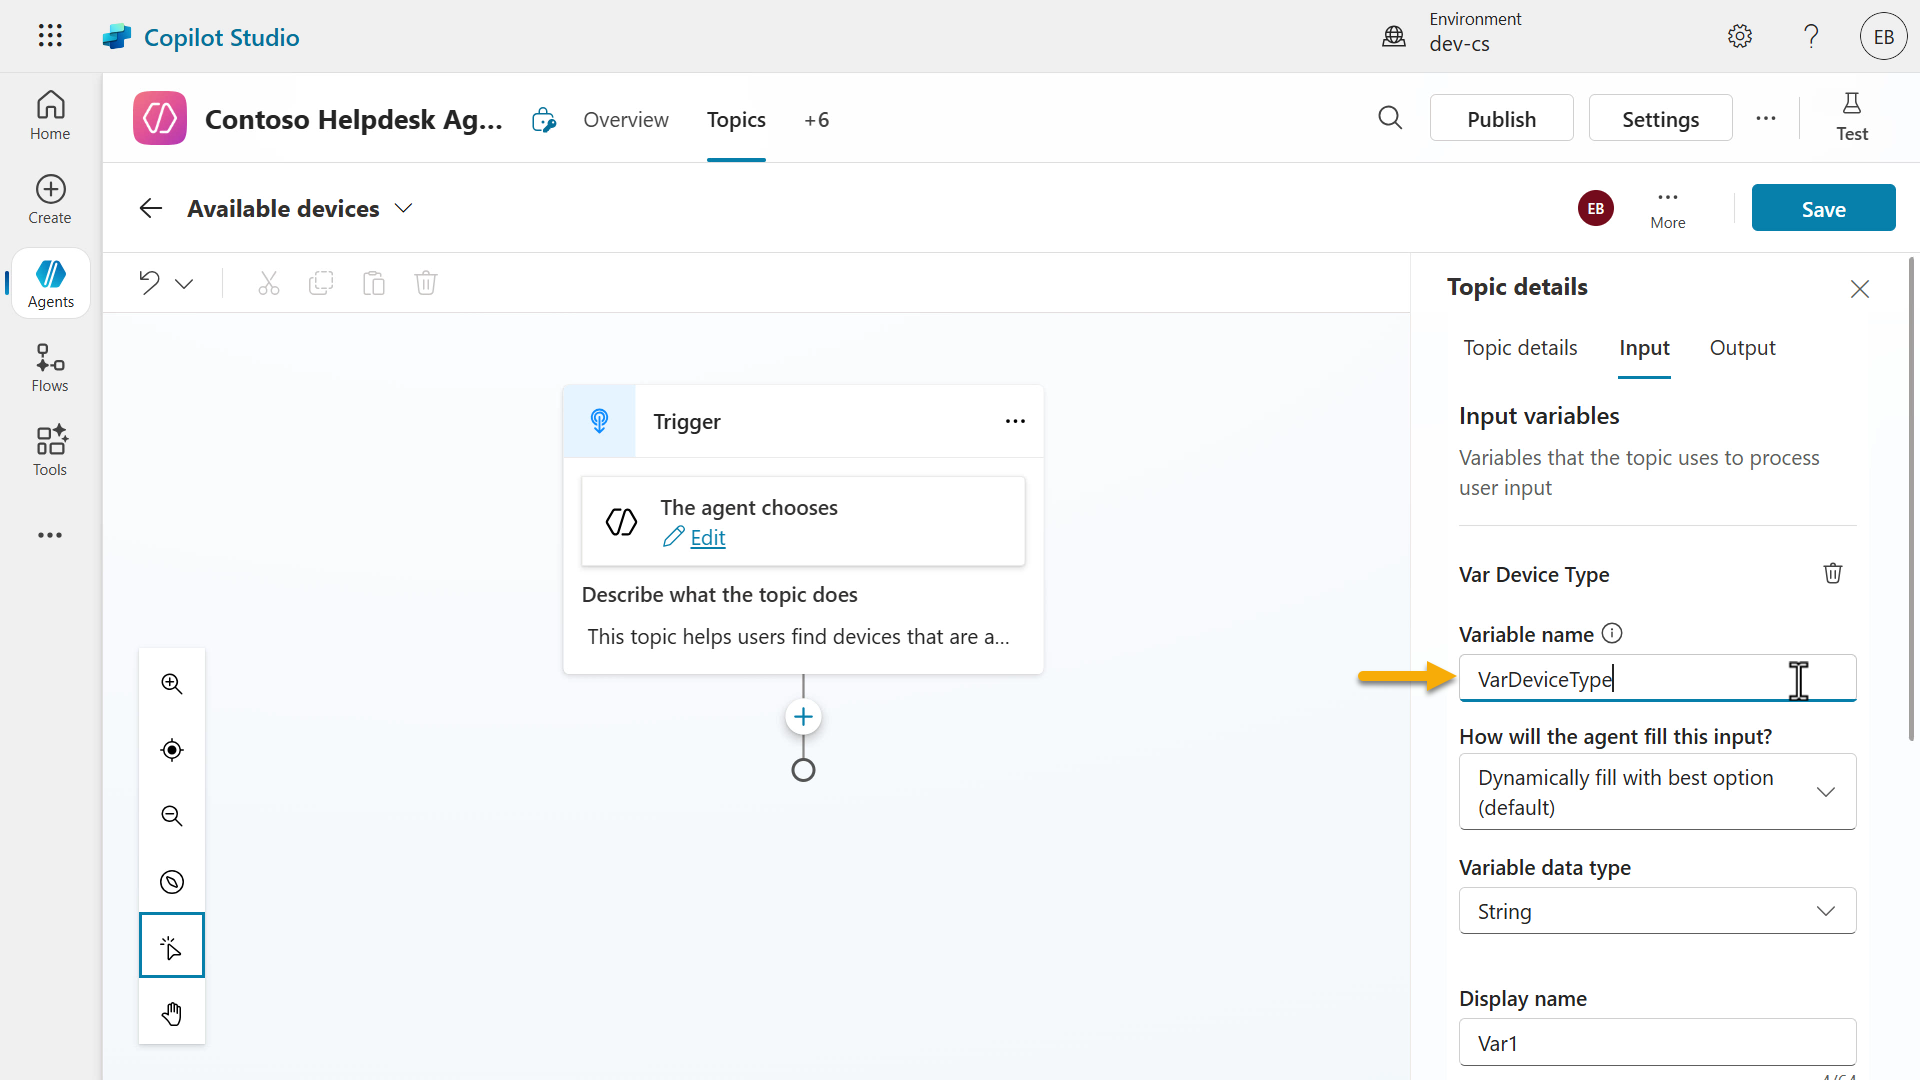 Copilot Studio
Environment
dev-cs
EB
Home
Create
Agents
Flows
Tools
Contoso Helpdesk Ag...
Overview
Topics
+6
Publish
Settings
Test
Available devices
EB
More
Save
Trigger
The agent chooses
Edit
Describe what the topic does
This topic helps users find devices that are a...
Topic details
Topic details
Input
Output
Input variables
Variables that the topic uses to process
user input
Var Device Type
Variable name
VarDeviceType
How will the agent fill this input?
Dynamically fill with best option
(default)
Variable data type
String
Display name
Var1